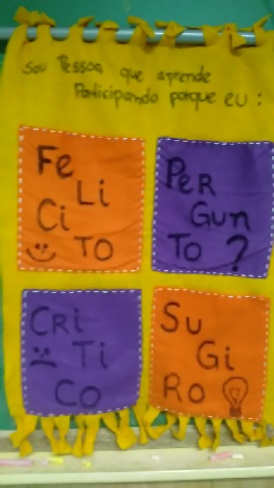 Sou Pessoa que aprende
Participando porque eu:
Fe
Li
Ci
TO
PER
Gun
TO ?
CRi
Ti
CO
Su
Gi
RO